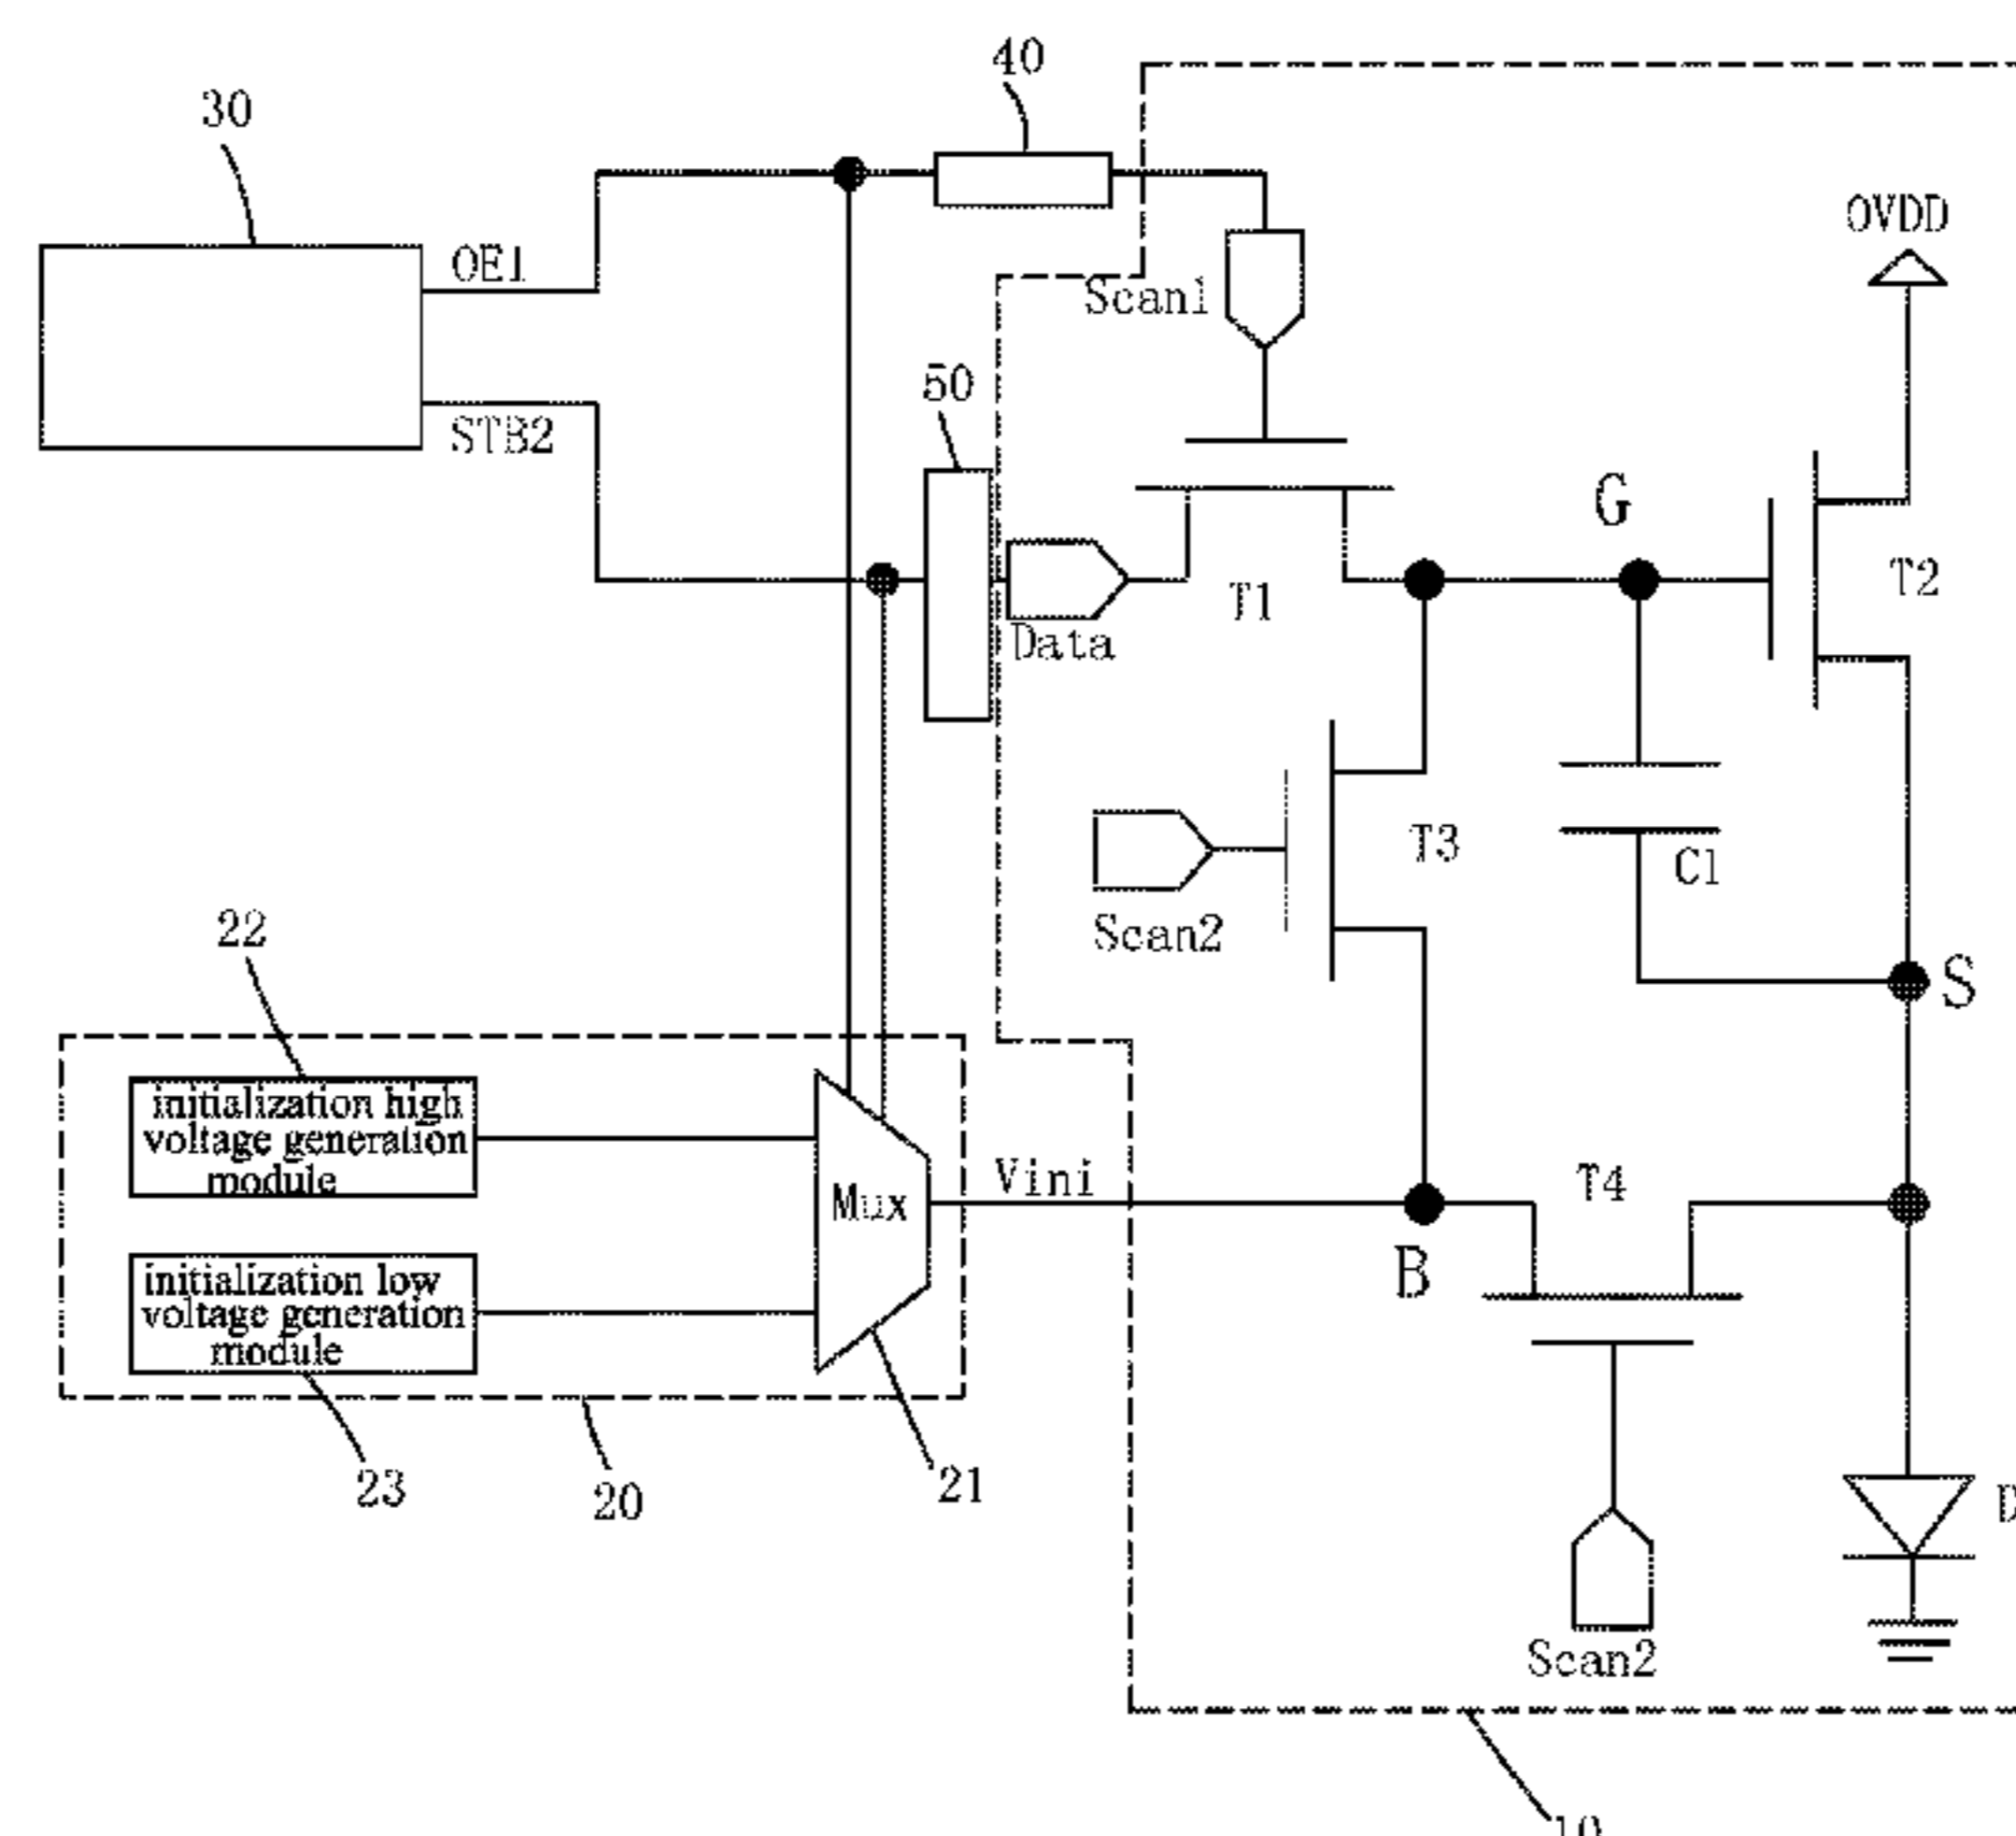 40
30
OVDD
OE1
Scan1
50
STB2
G
T2
T1
Data
T3
C1
22
Scan2
S
initialization high
voltage generation
module
Vini
T4
Mux
B
initialization low
voltage generation
module
23
20
21
D
Scan2
10